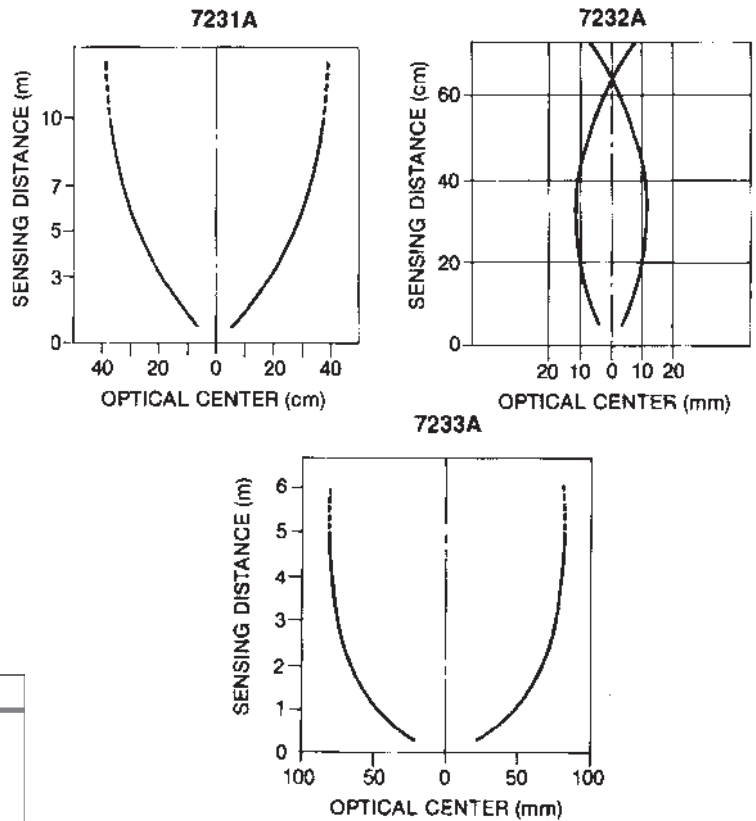 7231A
SENSING DISTANCE (m)
10
7
5
3
0
40 20 0 20 40
OPTICAL CENTER (cm)
7232A
SENSING DISTANCE (cm)
60
40
20
0
20 10 0 10 20
OPTICAL CENTER (mm)
7233A
SENSING DISTANCE (m)
6
5
4
3
2
1
0
100 50 0 50 100
OPTICAL CENTER (mm)